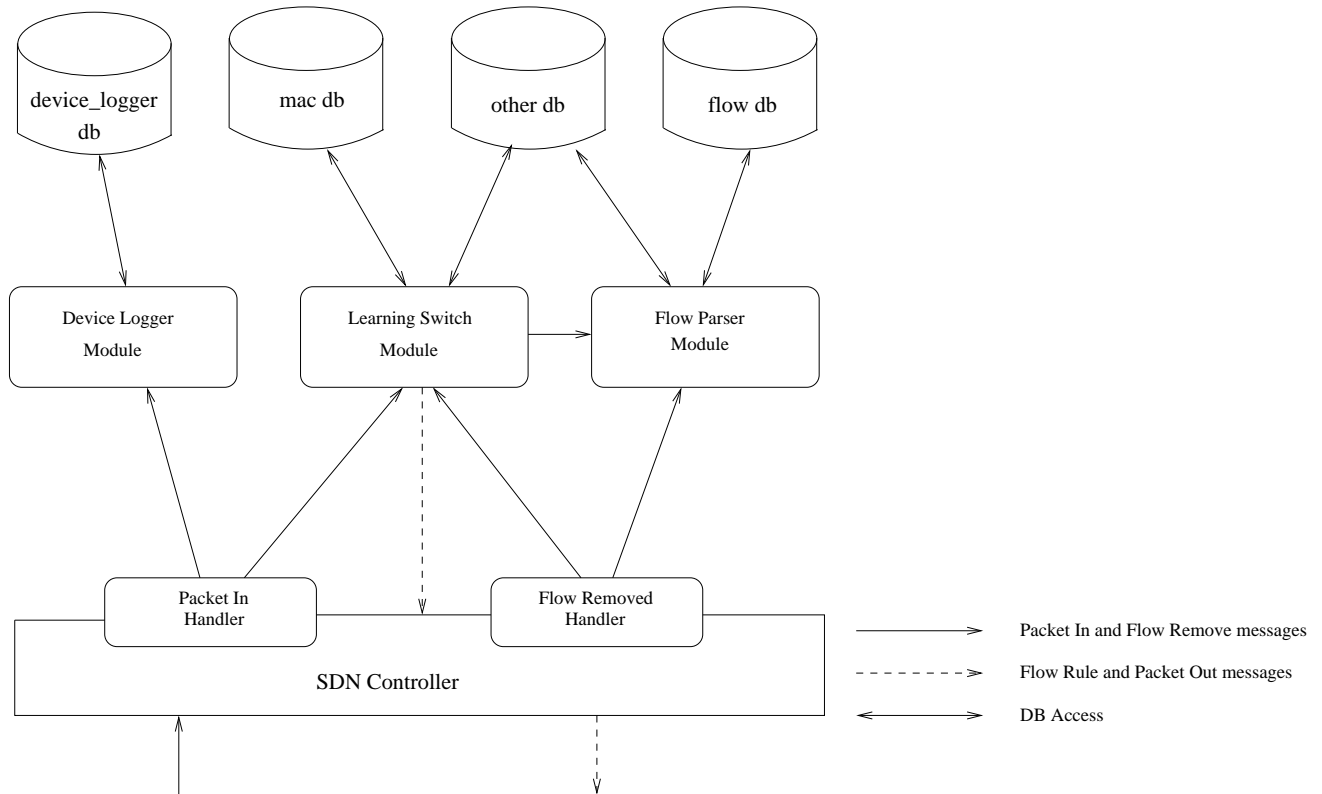 device_logger
db
mac db
other db
flow db
Device Logger
Module
Learning Switch
Module
Flow Parser
Module
Packet In
Handler
Flow Removed
Handler
SDN Controller
Packet In and Flow Remove messages
Flow Rule and Packet Out messages
DB Access